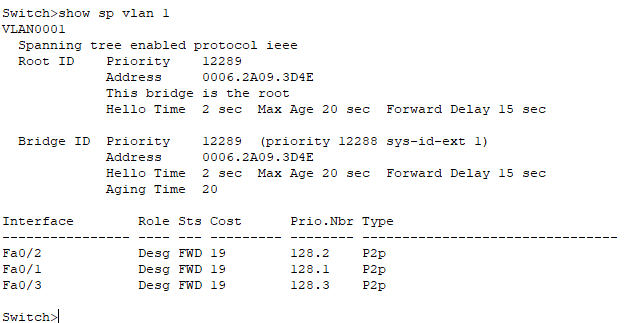 Switch>show sp vlan 1
VLAN0001
  Spanning tree enabled protocol ieee
  Root ID    Priority    12289
             Address     0006.2A09.3D4E
             This bridge is the root
             Hello Time  2 sec  Max Age 20 sec  Forward Delay 15 sec

  Bridge ID  Priority    12289  (priority 12288 sys-id-ext 1)
             Address     0006.2A09.3D4E
             Hello Time  2 sec  Max Age 20 sec  Forward Delay 15 sec
             Aging Time  20

Interface        Role Sts Cost      Prio.Nbr Type
---------------- ---- --- --------- -------- --------------------------------
Fa0/2            Desg FWD 19        128.2    P2p
Fa0/1            Desg FWD 19        128.1    P2p
Fa0/3            Desg FWD 19        128.3    P2p

Switch>